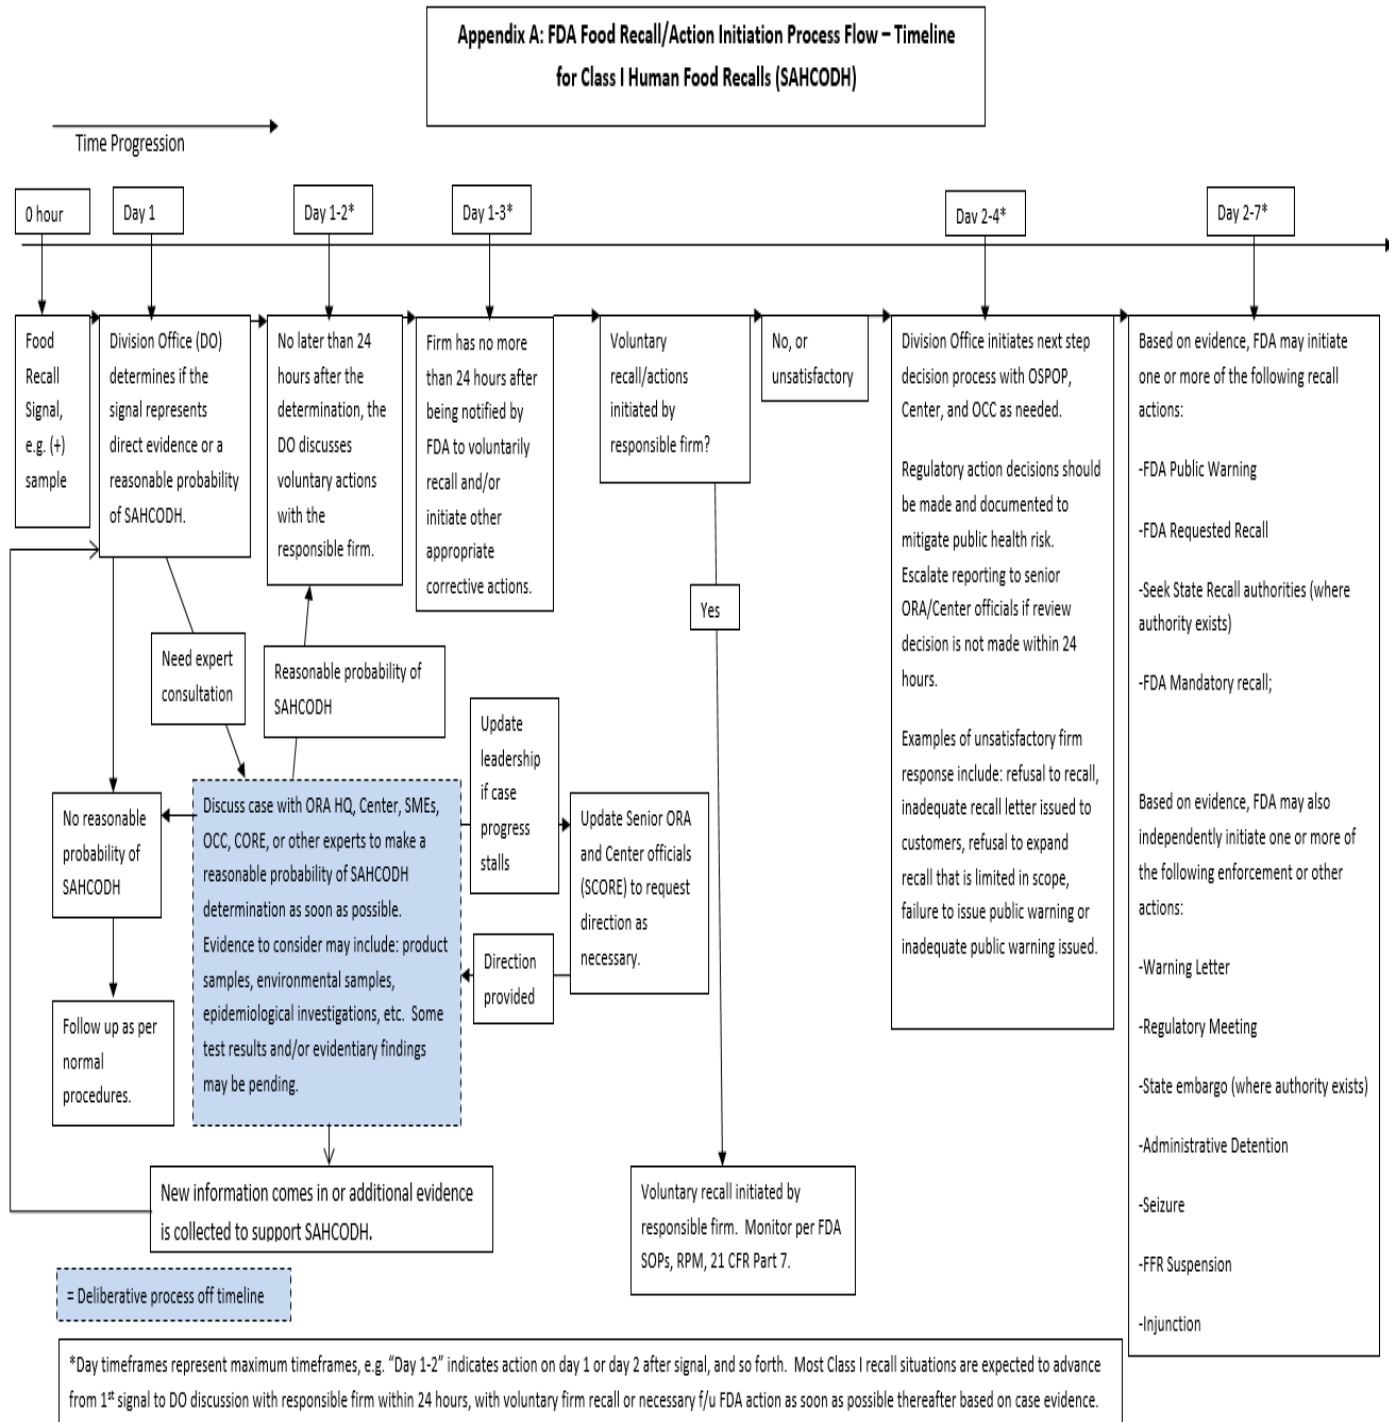 Appendix A: FDA Food Recall/Action Initiation Process Flow – Timeline
for Class I Human Food Recalls (SAHCODH)
Time Progression
0 hour
Day 1
Day 1-2*
Day 1-3*
Day 2-4*
Day 2-7*
Food
Recall
Signal,
e.g. (+)
sample
Division Office (DO)
determines if the
signal represents
direct evidence or a
reasonable probability
of SAHCODH.
No later than 24
hours after the
determination, the
DO discusses
voluntary actions
with the
responsible firm.
Firm has no more
than 24 hours after
being notified by
FDA to voluntarily
recall and/or
initiate other
appropriate
corrective actions.
Voluntary
recall/actions
initiated by
responsible firm?
No, or
unsatisfactory
Division Office initiates next step
decision process with OSPOP,
Center, and OCC as needed.
Regulatory action decisions should
be made and documented to
mitigate public health risk.
Escalate reporting to senior
ORA/Center officials if review
decision is not made within 24
hours.
Examples of unsatisfactory firm
response include: refusal to recall,
inadequate recall letter issued to
customers, refusal to expand
recall that is limited in scope,
failure to issue public warning or
inadequate public warning issued.
Based on evidence, FDA may initiate
one or more of the following recall
actions:
-FDA Public Warning
-FDA Requested Recall
-Seek State Recall authorities (where
authority exists)
-FDA Mandatory recall;
Based on evidence, FDA may also
independently initiate one or more of
the following enforcement or other
actions:
-Warning Letter
-Regulatory Meeting
-State embargo (where authority exists)
-Administrative Detention
-Seizure
-FFR Suspension
-Injunction
Need expert
consultation
Reasonable probability of
SAHCODH
Yes
Update
leadership
if case
progress
stalls
No reasonable
probability of
SAHCODH
Discuss case with ORA HQ, Center, SMEs,
OCC, CORE, or other experts to make a
reasonable probability of SAHCODH
determination as soon as possible.
Evidence to consider may include: product
samples, environmental samples,
epidemiological investigations, etc. Some
test results and/or evidentiary findings
may be pending.
Update Senior ORA
and Center officials
(SCORE) to request
direction as
necessary.
Direction
provided
Follow up as per
normal
procedures.
New information comes in or additional evidence
is collected to support SAHCODH.
Voluntary recall initiated by
responsible firm. Monitor per FDA
SOPs, RPM, 21 CFR Part 7.
= Deliberative process off timeline
*Day timeframes represent maximum timeframes, e.g. "Day 1-2" indicates action on day 1 or day 2 after signal, and so forth. Most Class I recall situations are expected to advance
from 1st signal to DO discussion with responsible firm within 24 hours, with voluntary firm recall or necessary f/u FDA action as soon as possible thereafter based on case evidence.